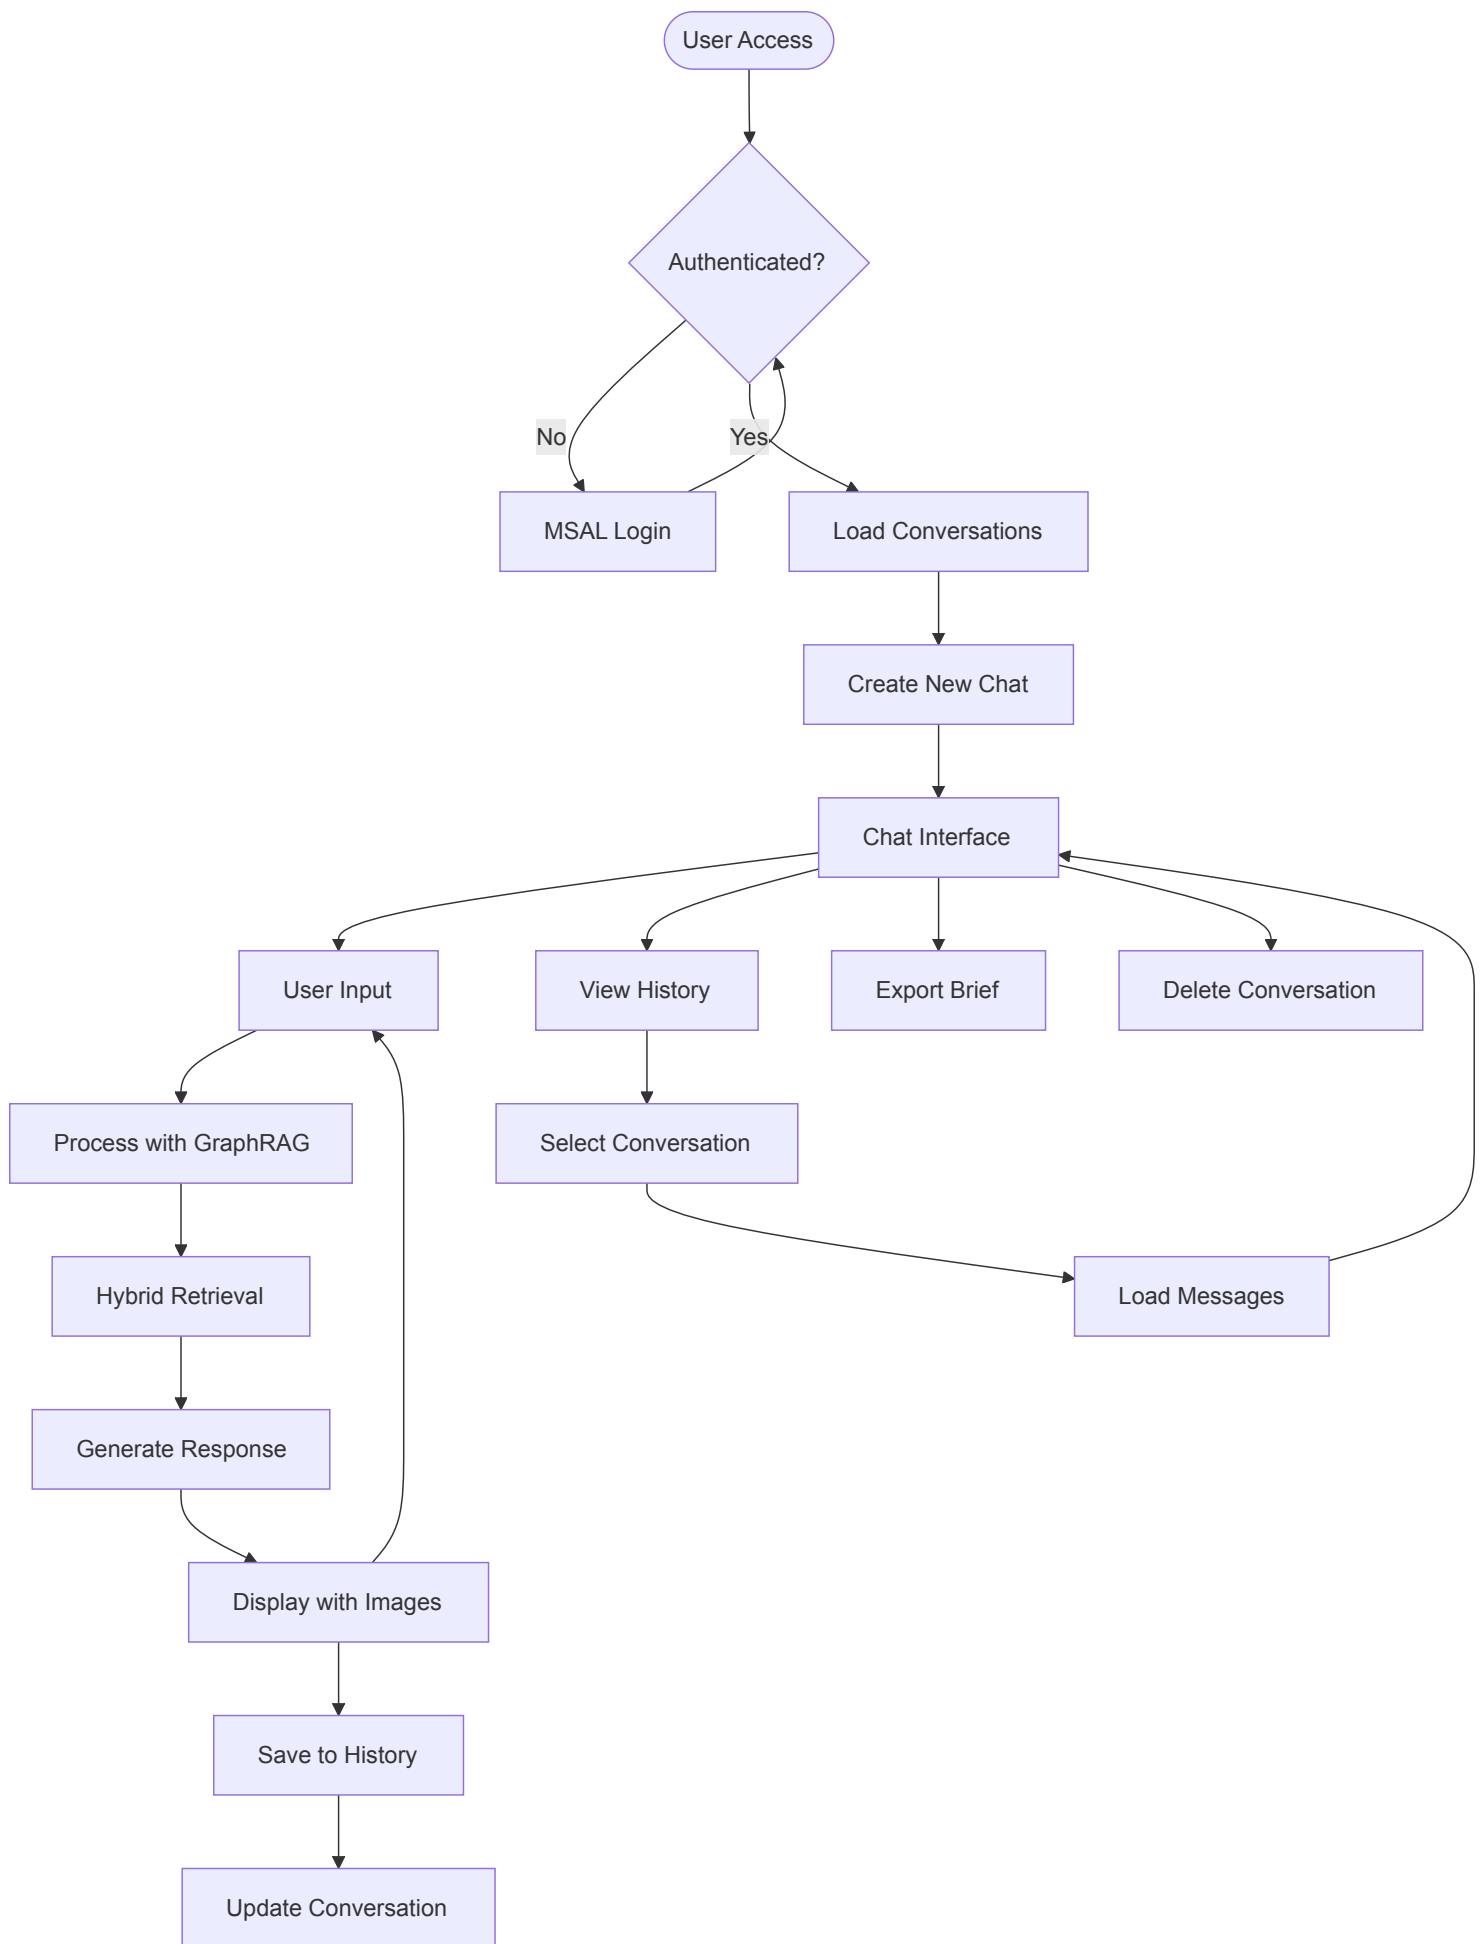 User Access
Authenticated?
No
Yes
MSAL Login
Load Conversations
Create New Chat
Chat Interface
User Input
View History
Export Brief
Delete Conversation
Process with GraphRAG
Select Conversation
Hybrid Retrieval
Load Messages
Generate Response
Display with Images
Save to History
Update Conversation